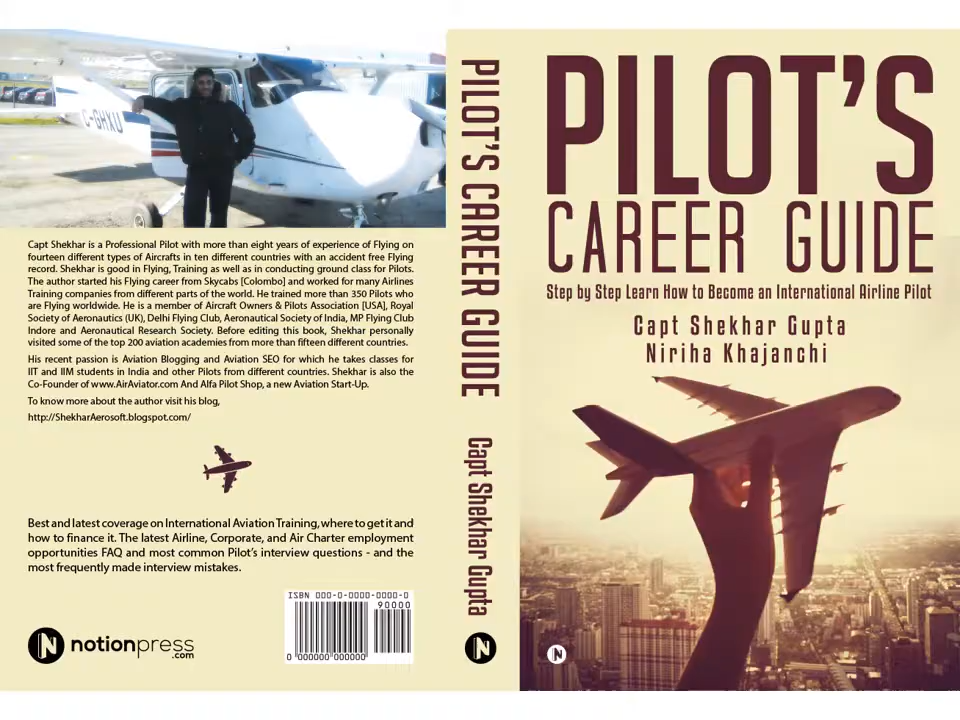 C-GHXU
Capt Shekhar is a Professional Pilot with more than eight years of experience of Flying on
fourteen different types of Aircrafts in ten different countries with an accident free Flying
record. Shekhar is good in Flying, Training as well as in conducting ground class for Pilots.
The author started his Flying career from Skycabs [Colombo] and worked for many Airlines
Training companies from different parts of the world. He trained more than 350 Pilots who
are Flying worldwide. He is a member of Aircraft Owners & Pilots Association [USA], Royal
Society of Aeronautics (UK), Delhi Flying Club, Aeronautical Society of India, MP Flying Club
Indore and Aeronautical Research Society. Before editing this book, Shekhar personally
visited some of the top 200 aviation academies from more than fifteen different countries.
His recent passion is Aviation Blogging and Aviation SEO for which he takes classes for
IIT and IIM students in India and other Pilots from different countries. Shekhar is also the
Co-Founder of www.AirAviator.com And Alfa Pilot Shop, a new Aviation Start-Up.
To know more about the author visit his blog,
http://ShekharAerosoft.blogspot.com/
Best and latest coverage on International Aviation Training, where to get it and
how to finance it. The latest Airline, Corporate, and Air Charter employment
opportunities FAQ and most common Pilot's interview questions - and the
most frequently made interview mistakes.
N notionpress
.com
ISBN 000-0-0000-0000-0
90000
0 000000 000000
PILOT'S CAREER GUIDE
Capt Shekhar Gupta
N
PILOT'S
CAREER GUIDE
Step by Step Learn How to Become an International Airline Pilot
Capt Shekhar Gupta
Niriha Khajanchi
N